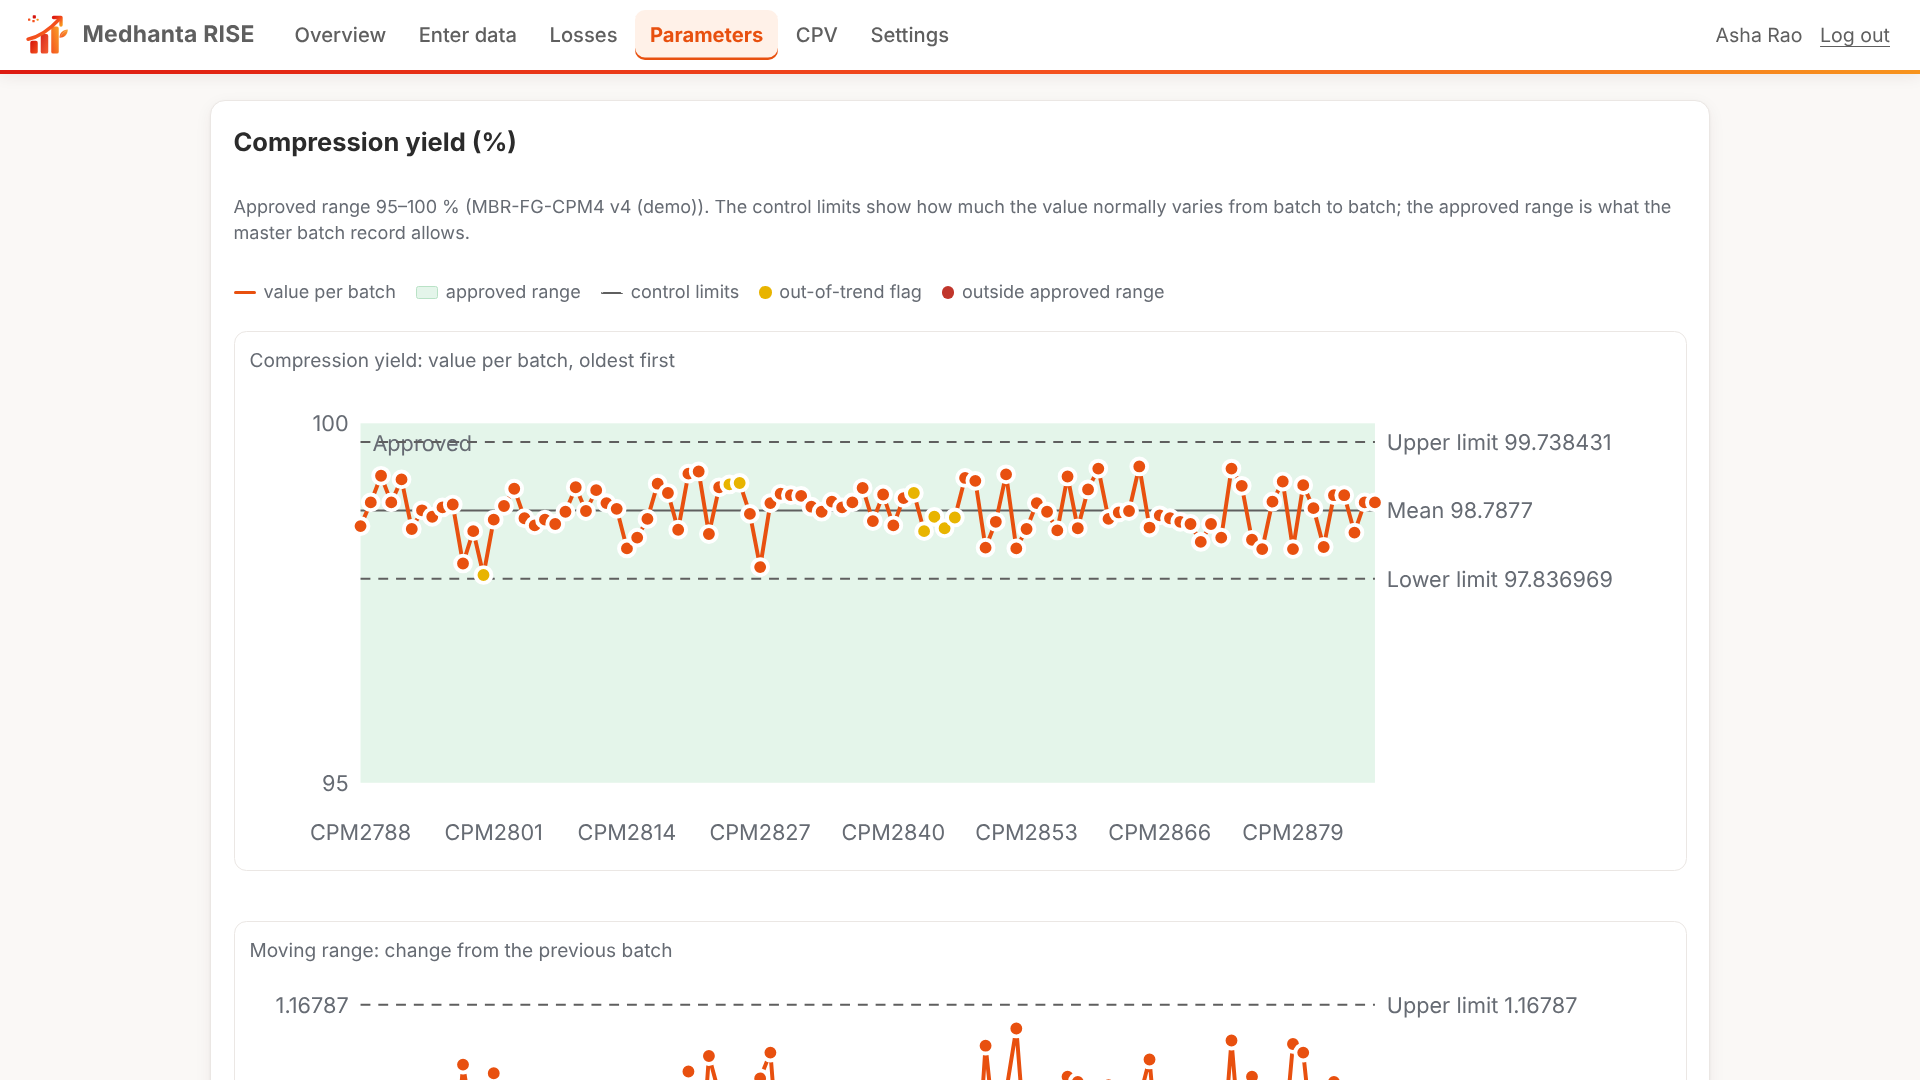 Medhanta RISE Overview Enter data Losses Parameters CPV Settings Asha Rao Log out
Compression yield (%)
Approved range 95–100 % (MBR-FG-CPM4 v4 (demo)). The control limits show how much the value normally varies from batch to batch; the approved range is what the
master batch record allows.
value per batch approved range control limits out-of-trend flag outside approved range
Compression yield: value per batch, oldest first
100
Approved
Upper limit 99.738431
Mean 98.7877
Lower limit 97.836969
95
CPM2788 CPM2801 CPM2814 CPM2827 CPM2840 CPM2853 CPM2866 CPM2879
Moving range: change from the previous batch
1.16787 Upper limit 1.16787